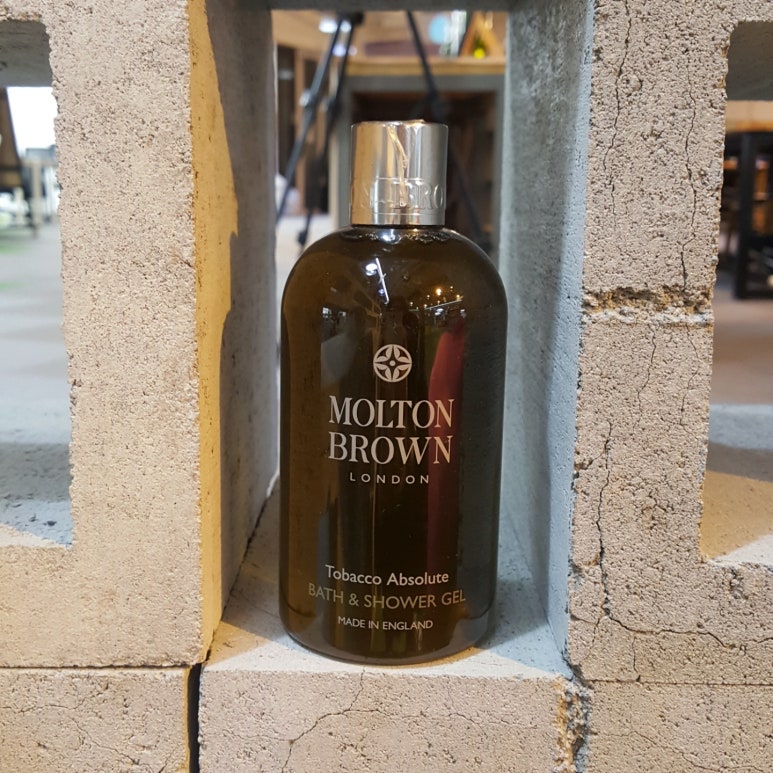 MOLTON
BROWN
LONDON
Tobacco Absolute
BATH & SHOWER GEL
MADE IN ENGLAND